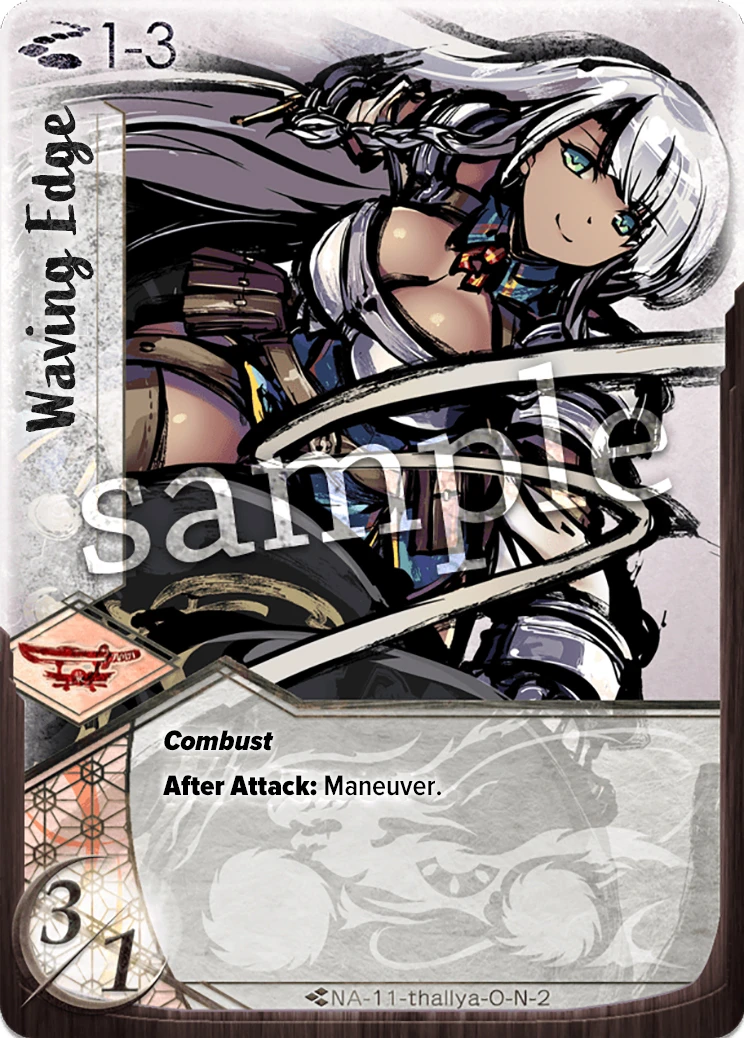 1-3
Waving Edge
sample
Combust
After Attack: Maneuver.
3/1
NA-11-thallya-O-N-2